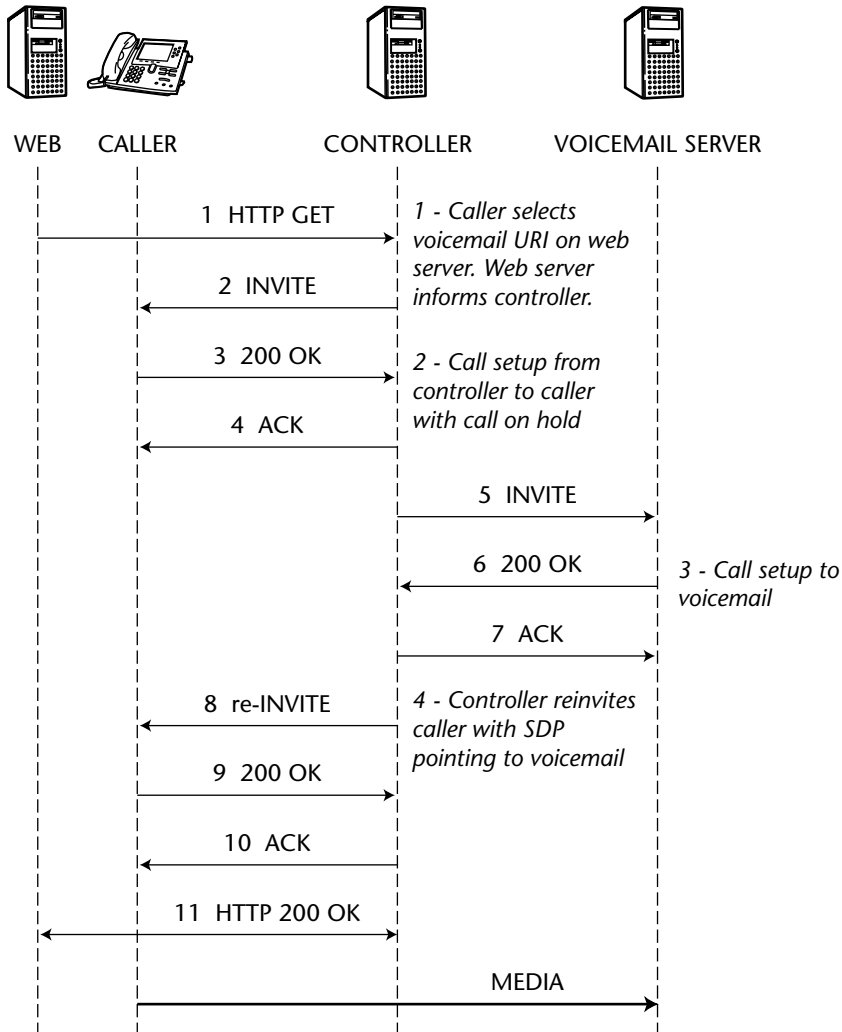 WEB
CALLER
CONTROLLER
VOICEMAIL SERVER
1 HTTP GET
1 - Caller selects
voicemail URI on web
server. Web server
informs controller.
2 INVITE
3 200 OK
2 - Call setup from
controller to caller
with call on hold
4 ACK
5 INVITE
6 200 OK
3 - Call setup to
voicemail
7 ACK
8 re-INVITE
4 - Controller reinvites
caller with SDP
pointing to voicemail
9 200 OK
10 ACK
11 HTTP 200 OK
MEDIA